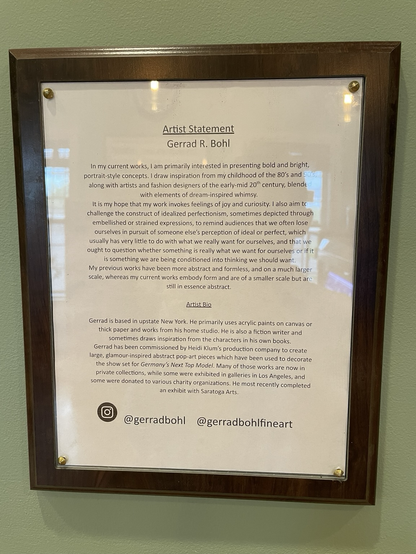 Artist Statement
Gerrad R. Bohl
In my current works, I am primarily interested in presenting bold and bright,
portrait-style concepts. I draw inspiration from my childhood of the 80's and
along with artists and fashion designers of the early-mid 20th century, blended
with elements of dream-inspired whimsy.
It is my hope that my work invokes feelings of joy and curiosity. I also aim to
challenge the construct of idealized perfectionism, sometimes depicted through
embellished or strained expressions, to remind audiences that we often lose
ourselves in pursuit of someone else's perception of ideal or perfect, which
usually has very little to do with what we really want for ourselves, and that we
ought to question whether something is really what we want for ourselves or if it
is something we are being conditioned into thinking we should want.
My previous works have been more abstract and formless, and on a much larger
scale, whereas my current works embody form and are of a smaller scale but are
still in essence abstract.
Artist Bio
Gerrad is based in upstate New York. He primarily uses acrylic paints on canvas or
thick paper and works from his home studio. He is also a fiction writer and
sometimes draws inspiration from the characters in his own books.
Gerrad has been commissioned by Heidi Klum's production company to create
large, glamour-inspired abstract pop-art pieces which have been used to decorate
the show set for Germany's Next Top Model. Many of those works are now in
private collections, while some were exhibited in galleries in Los Angeles, and
some were donated to various charity organizations. He most recently completed
an exhibit with Saratoga Arts.
@gerradbohl @gerradbohlfineart